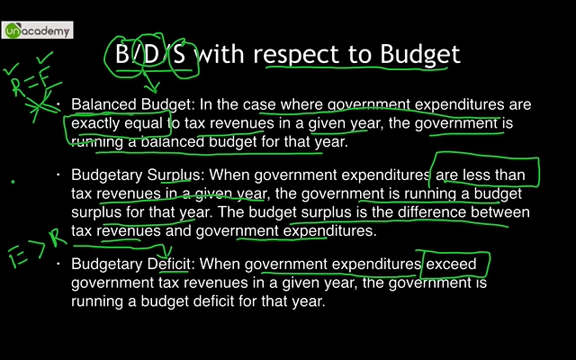 unacademy
B/D/S with respect to Budget
R = E
Balanced Budget: In the case where government expenditures are
exactly equal to tax revenues in a given year, the government is
running a balanced budget for that year.
Budgetary Surplus: When government expenditures are less than
tax revenues in a given year, the government is running a budget
surplus for that year. The budget surplus is the difference between
tax revenues and government expenditures.
E > R
Budgetary Deficit: When government expenditures exceed
government tax revenues in a given year, the government is
running a budget deficit for that year.